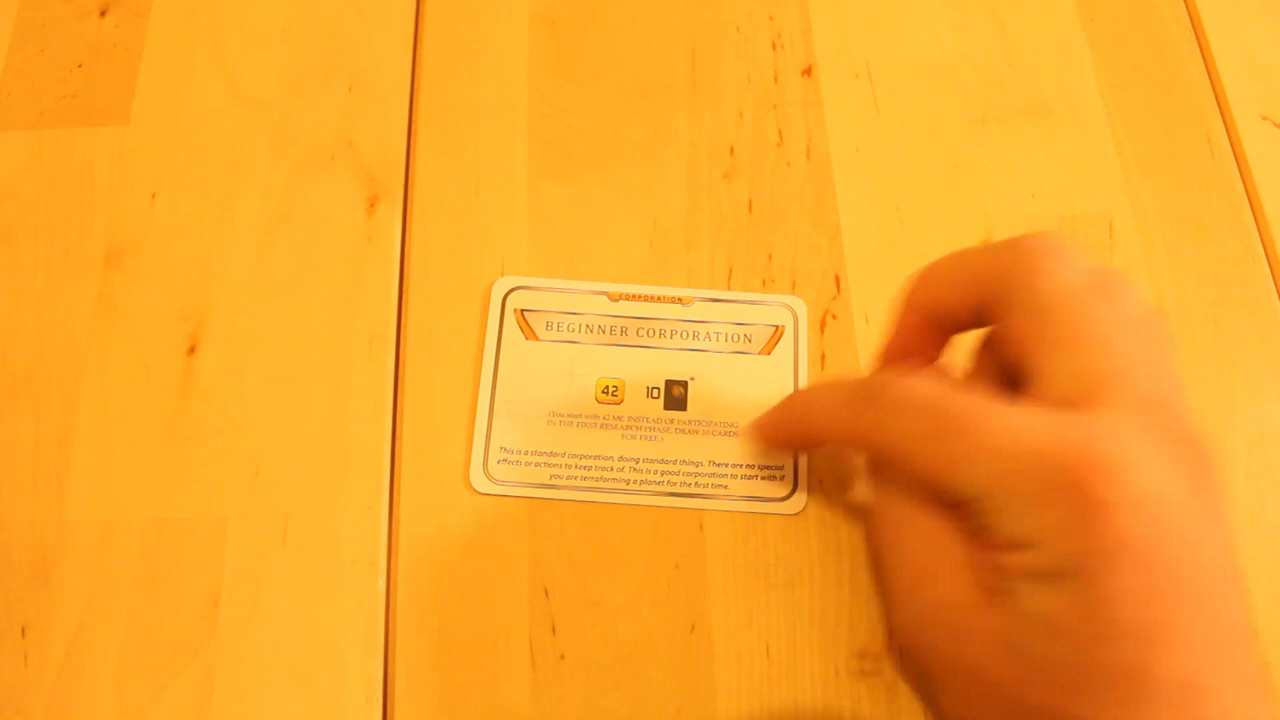 CORPORATION
BEGINNER CORPORATION
42 10 *
(YOU START WITH 42 M€. INSTEAD OF PARTICIPATING
IN THE FIRST RESEARCH PHASE, DRAW 10 CARDS
FOR FREE.)
This is a standard corporation, doing standard things. There are no special
effects or actions to keep track of. This is a good corporation to start with if
you are terraforming a planet for the first time.